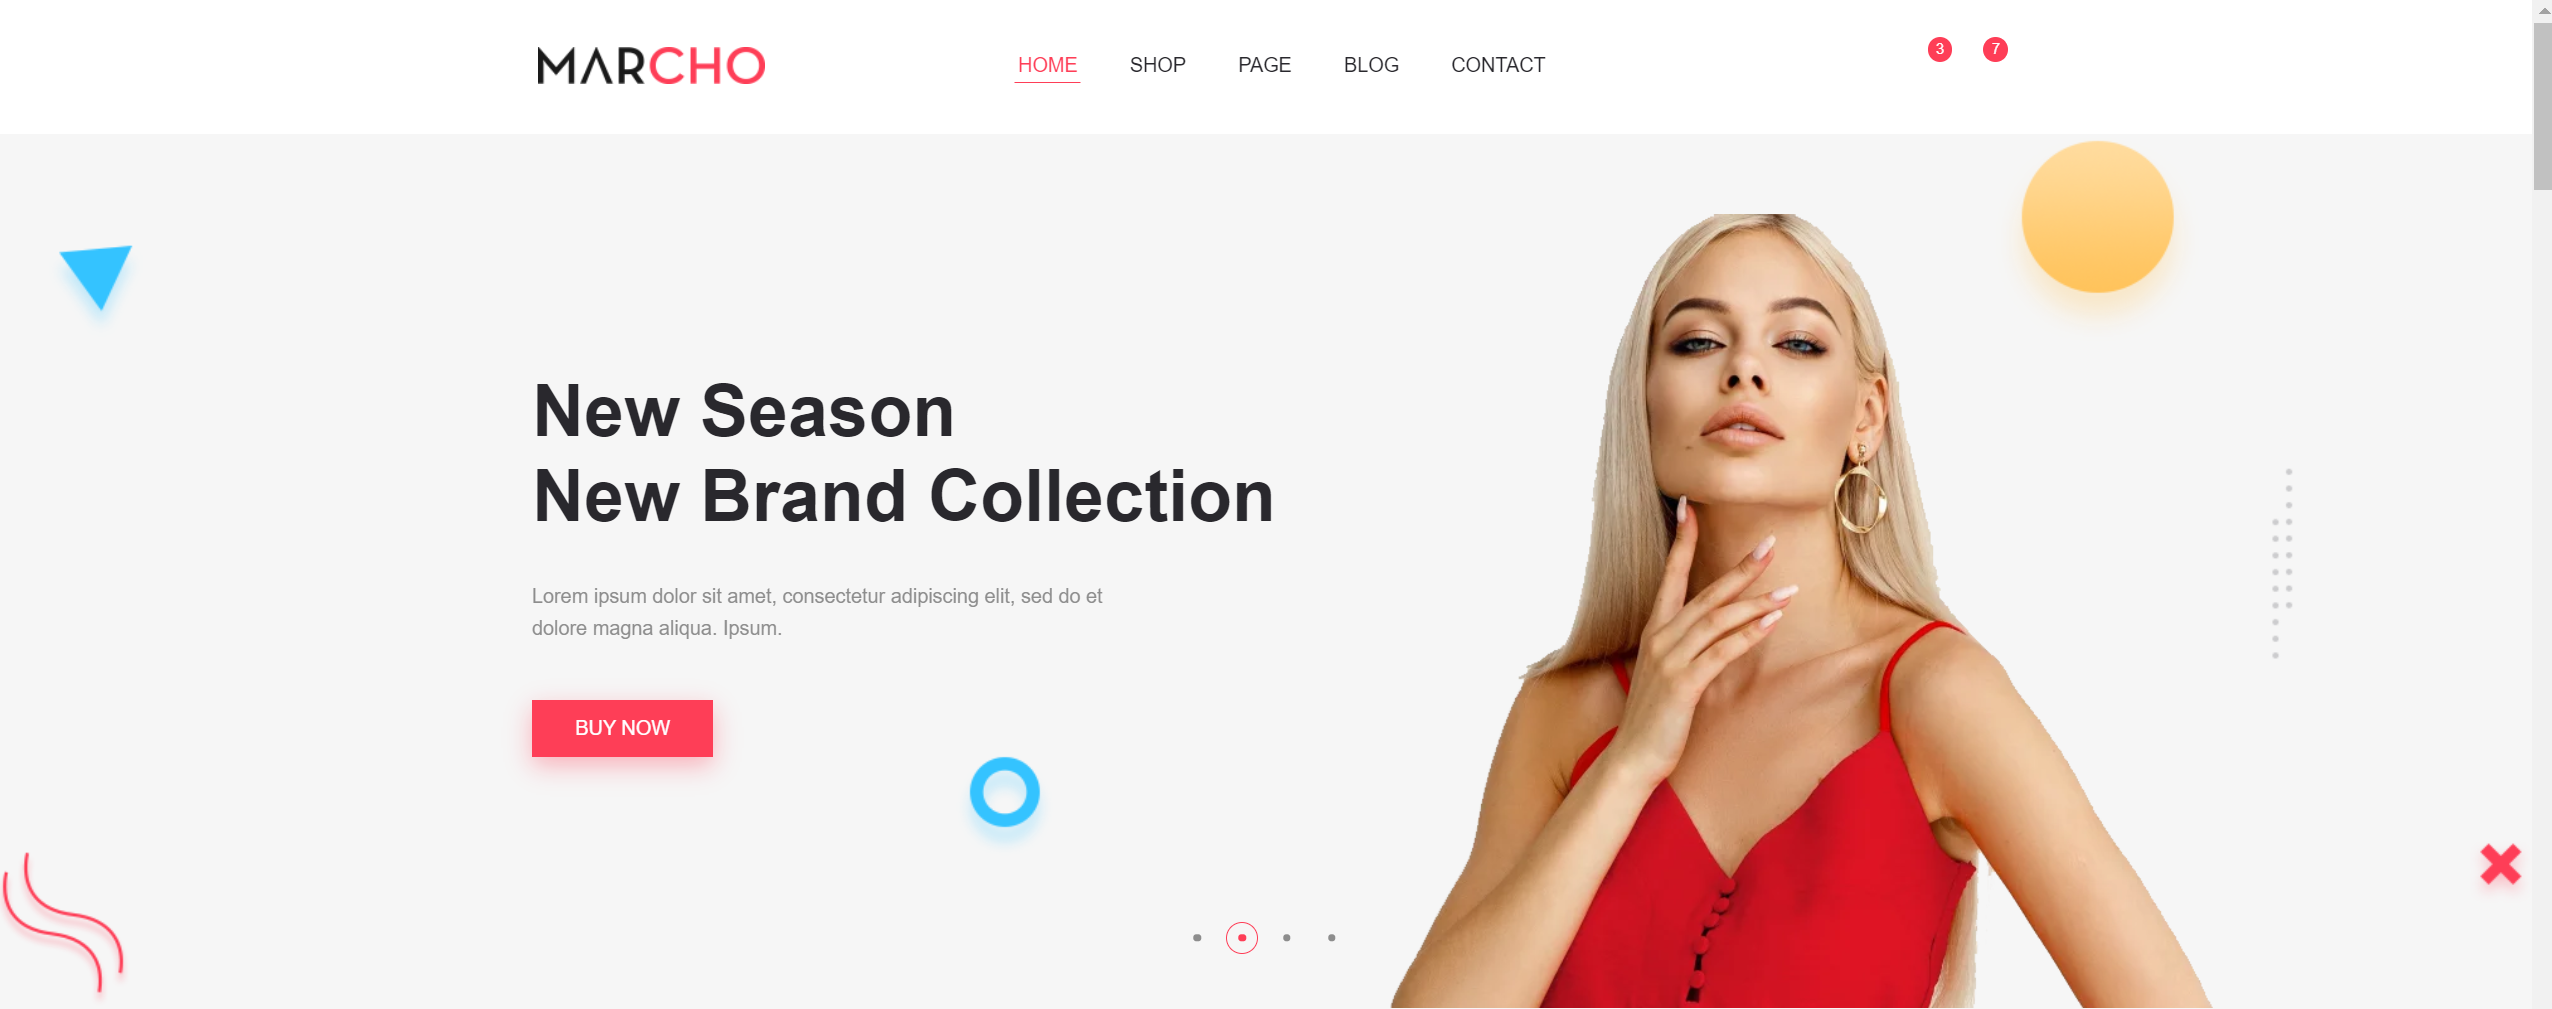 MARCHO
HOME SHOP PAGE BLOG CONTACT
3 7
New Season
New Brand Collection
Lorem ipsum dolor sit amet, consectetur adipiscing elit, sed do et
dolore magna aliqua. Ipsum.
BUY NOW